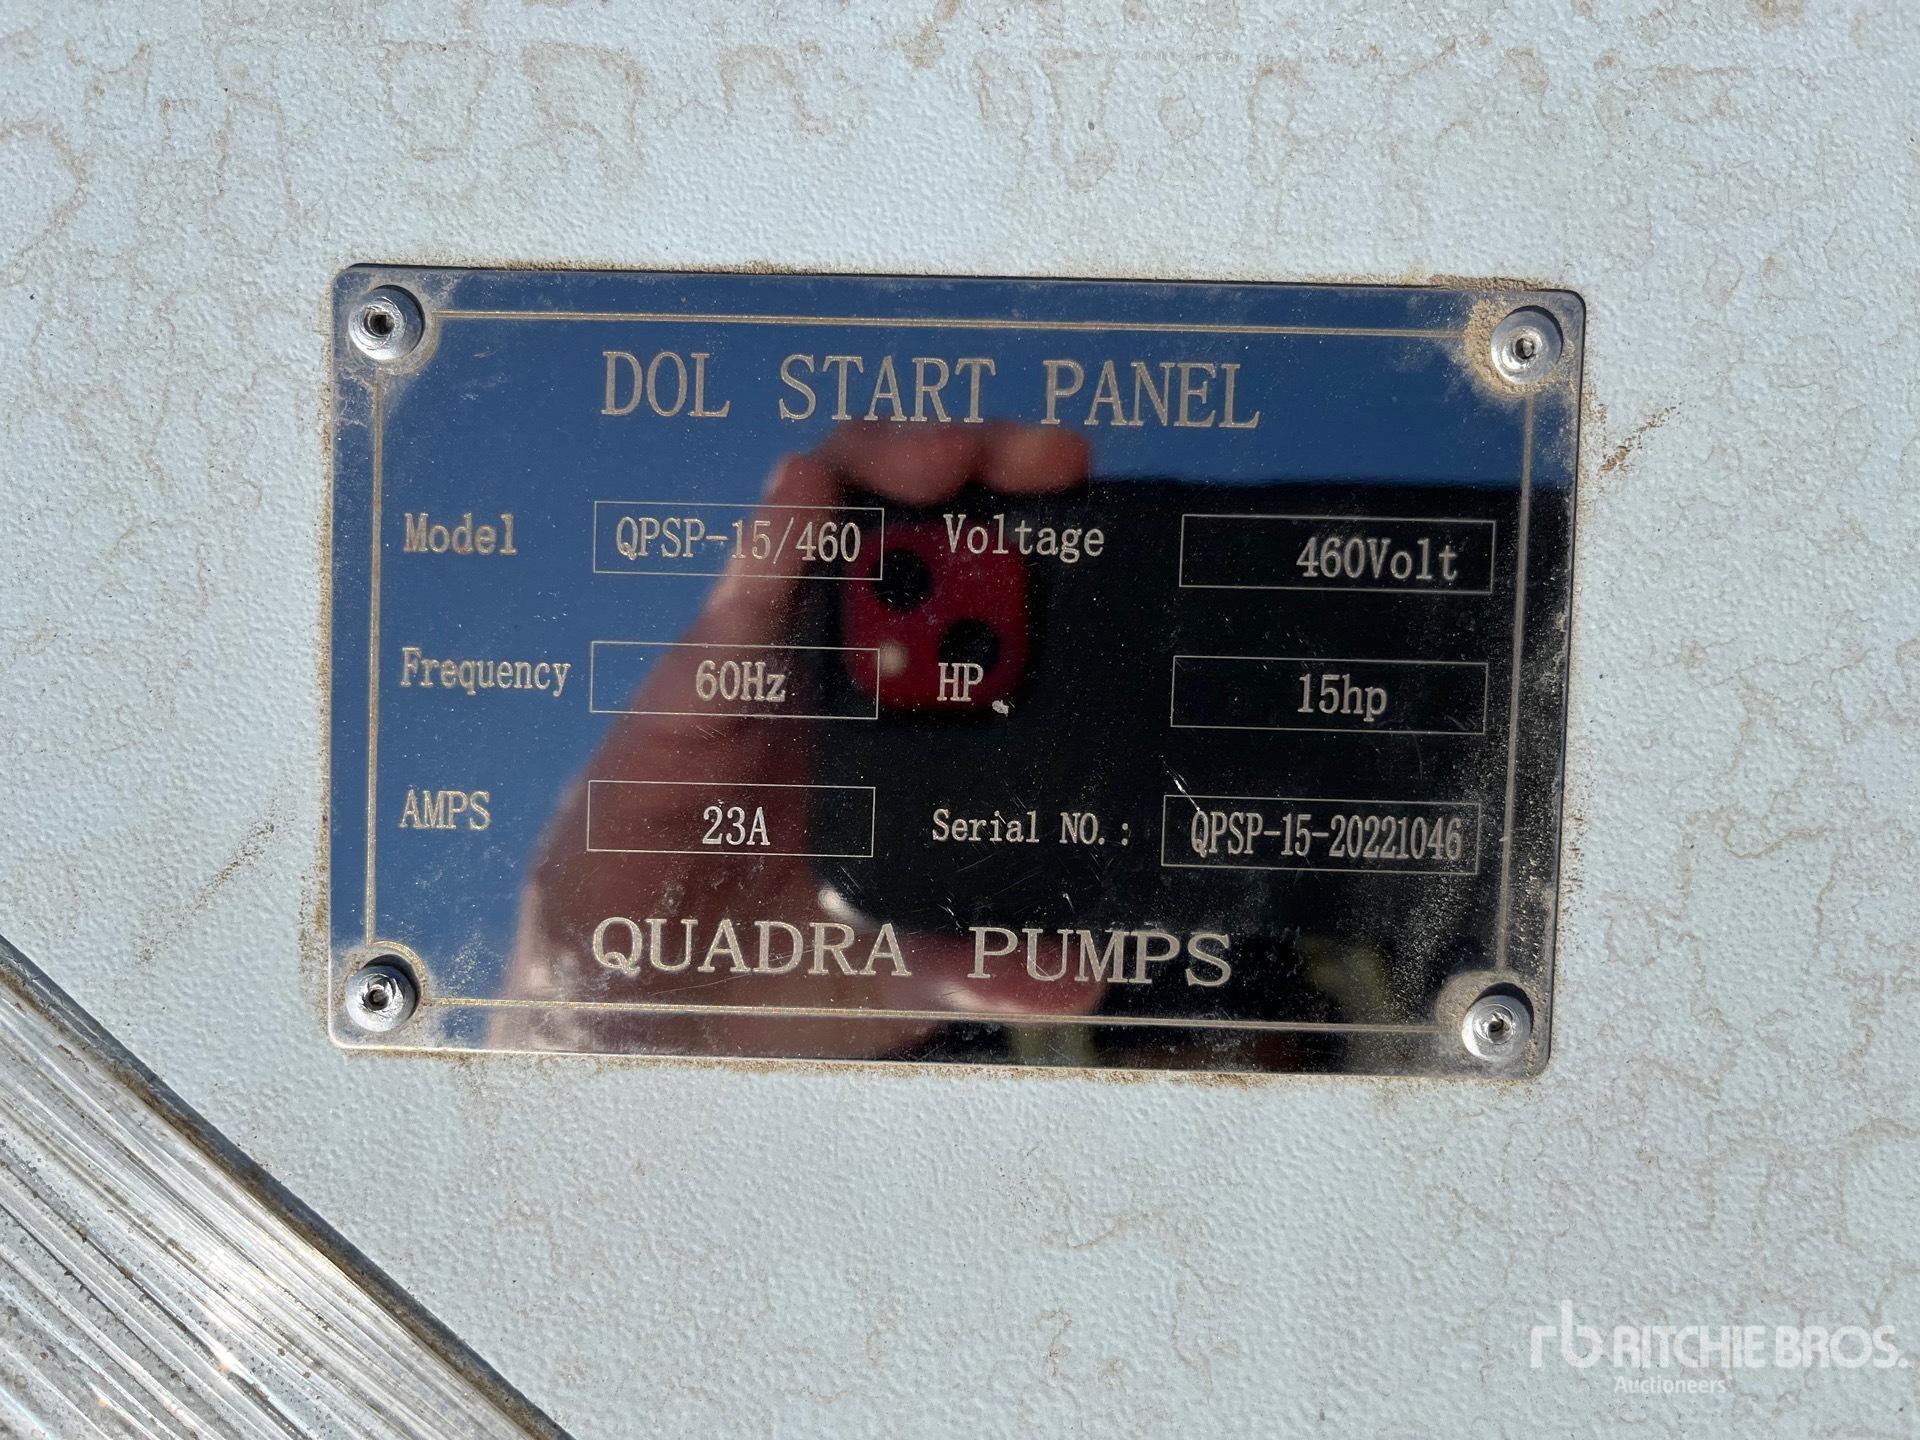 DOL START PANEL
Model QPSP-15/460 Voltage 460Volt
Frequency 60Hz HP 15hp
AMPS 23A Serial NO.: QPSP-15-20221046
QUADRA PUMPS
rb RITCHIE BROS.
Auctioneers